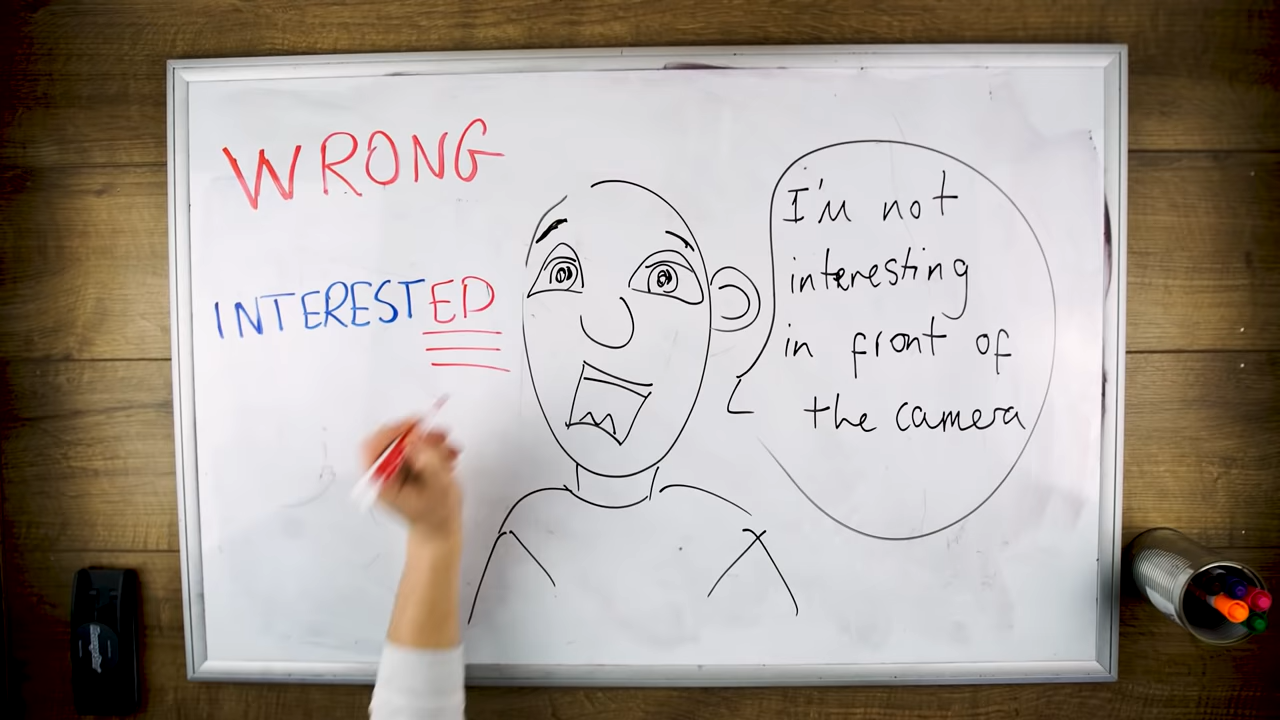 WRONG
INTERESTED
I'm not
interesting
in front of
the camera